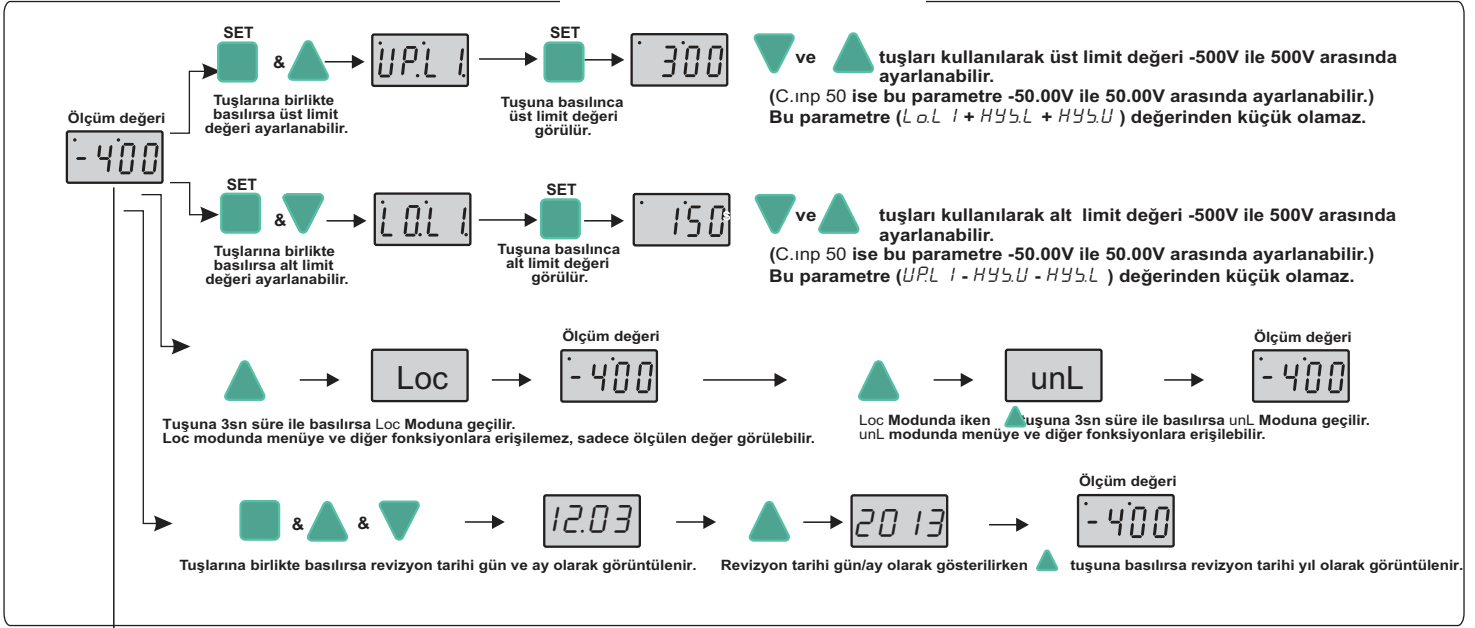 SET
&
UP.L1.
SET
300
ve
tuşları kullanılarak üst limit değeri -500V ile 500V arasında
ayarlanabilir.
(C.ınp 50 ise bu parametre -50.00V ile 50.00V arasında ayarlanabilir.)
Bu parametre (Lo.L 1 + HYS.L + HYS.U ) değerinden küçük olamaz.
Tuşlarına birlikte
basılırsa üst limit
değeri ayarlanabilir.
Tuşuna basılınca
üst limit değeri
görülür.
Ölçüm değeri
-400
SET
&
LO.L1.
SET
150
ve
tuşları kullanılarak alt limit değeri -500V ile 500V arasında
ayarlanabilir.
(C.ınp 50 ise bu parametre -50.00V ile 50.00V arasında ayarlanabilir.)
Bu parametre (UP.L 1 - HYS.U - HYS.L ) değerinden küçük olamaz.
Tuşlarına birlikte
basılırsa alt limit
değeri ayarlanabilir.
Tuşuna basılınca
alt limit değeri
görülür.
Loc
Ölçüm değeri
-400
unL
Ölçüm değeri
-400
Tuşuna 3sn süre ile basılırsa Loc Moduna geçilir.
Loc modunda menüye ve diğer fonksiyonlara erişilemez, sadece ölçülen değer görülebilir.
Loc Modunda iken tuşuna 3sn süre ile basılırsa unL Moduna geçilir.
unL modunda menüye ve diğer fonksiyonlara erişilebilir.
& &
12.03
2013
Ölçüm değeri
-400
Tuşlarına birlikte basılırsa revizyon tarihi gün ve ay olarak görüntülenir.
Revizyon tarihi gün/ay olarak gösterilirken tuşuna basılırsa revizyon tarihi yıl olarak görüntülenir.